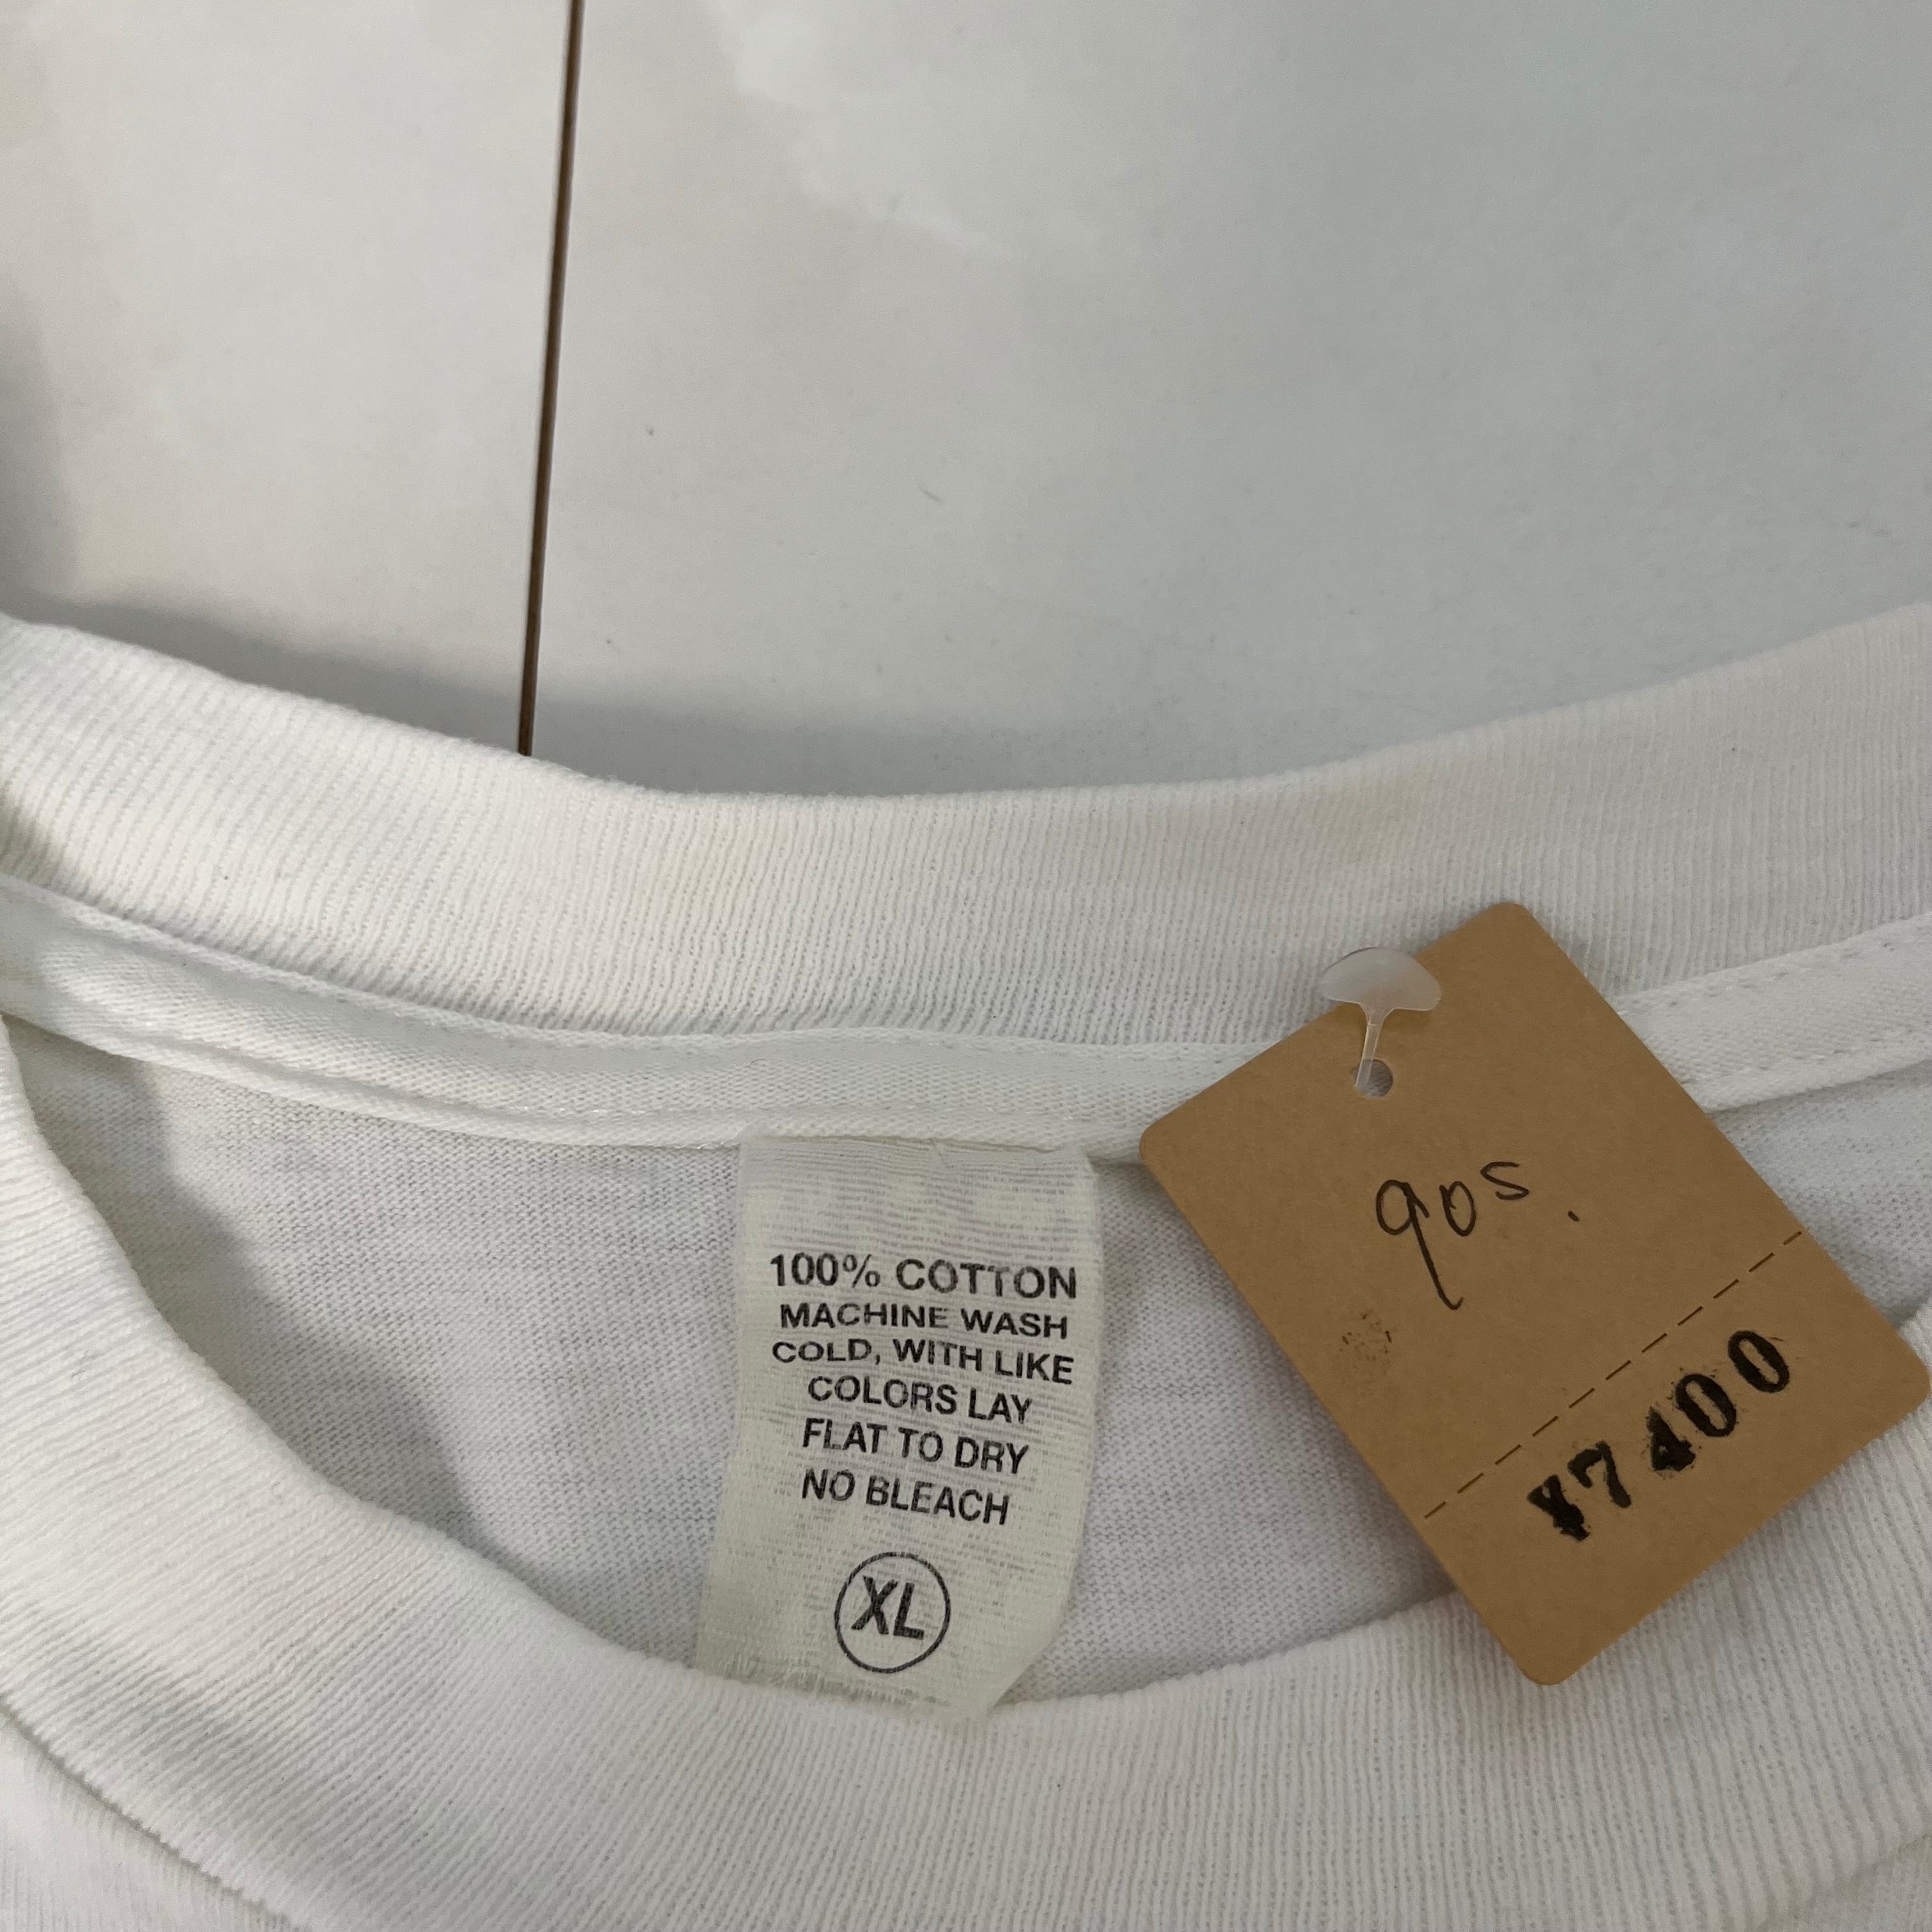 100% COTTON
MACHINE WASH
COLD, WITH LIKE
COLORS LAY
FLAT TO DRY
NO BLEACH
XL
90s.
¥7400